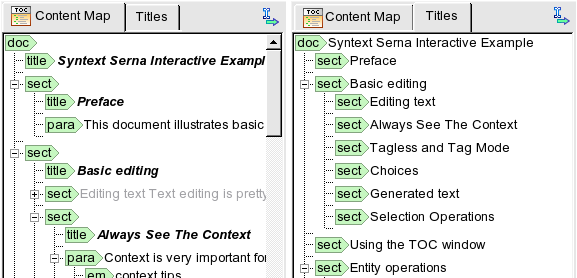 TOC Content Map Titles
doc
title Syntext Serna Interactive Exampl
sect
title Preface
para This document illustrates basic
sect
title Basic editing
sect Editing text Text editing is pretty
sect
title Always See The Context
para Context is very important for
em context tips
TOC Content Map Titles
doc Syntext Serna Interactive Example
sect Preface
sect Basic editing
sect Editing text
sect Always See The Context
sect Tagless and Tag Mode
sect Choices
sect Generated text
sect Selection Operations
sect Using the TOC window
sect Entity operations